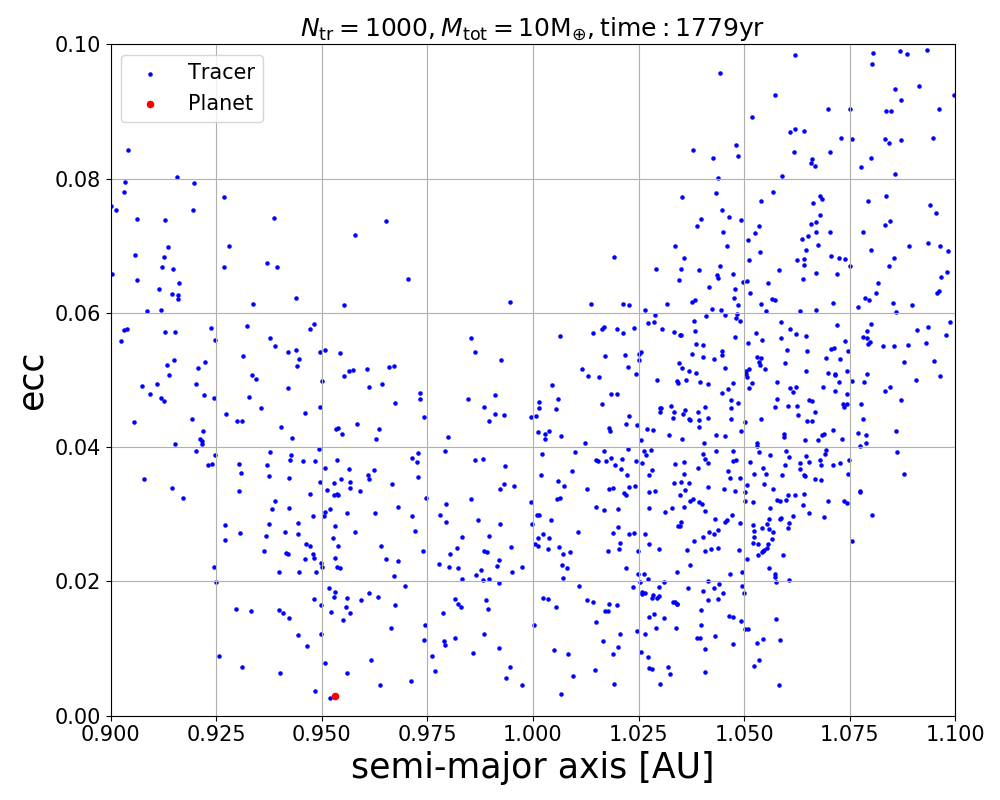 N_tr = 1000, M_tot = 10M_⊕, time : 1779yr
Tracer
Planet
ecc
0.10
0.08
0.06
0.04
0.02
0.00
0.900 0.925 0.950 0.975 1.000 1.025 1.050 1.075 1.100
semi-major axis [AU]